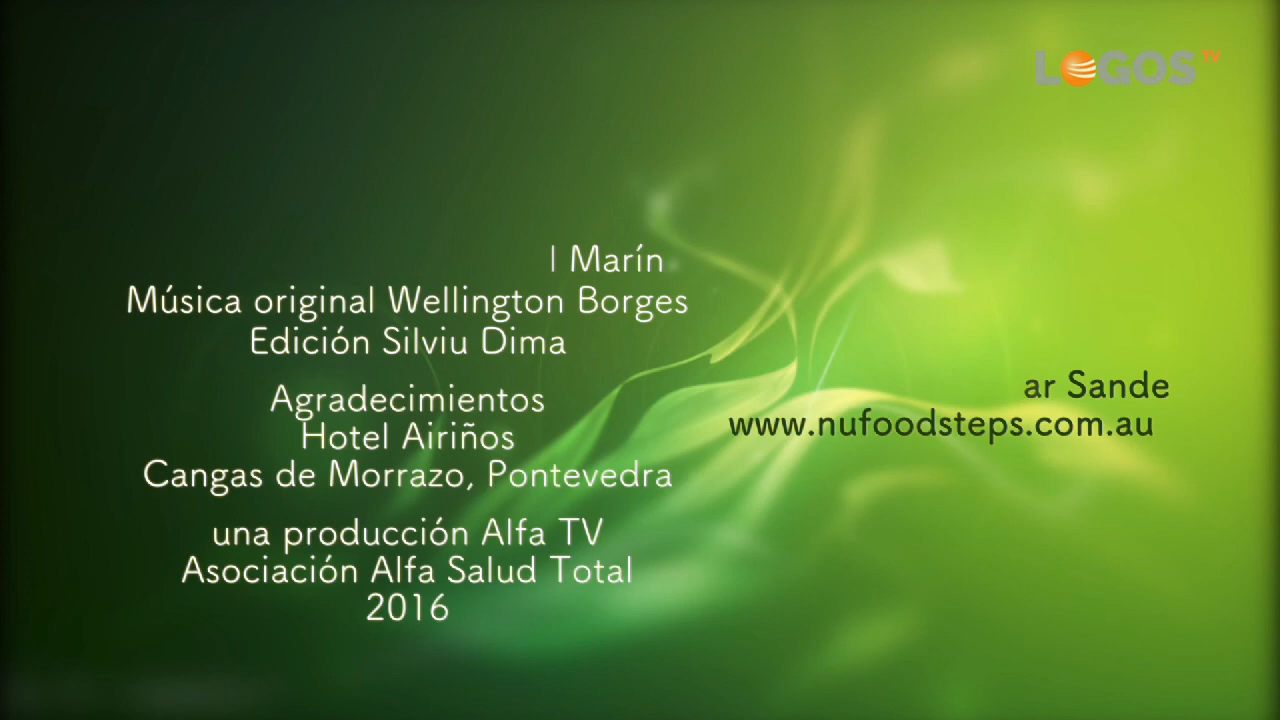 LOGOS TV
l Marín
Música original Wellington Borges
Edición Silviu Dima
Agradecimientos
Hotel Airiños
Cangas de Morrazo, Pontevedra
una producción Alfa TV
Asociación Alfa Salud Total
2016
ar Sande
www.nufoodsteps.com.au